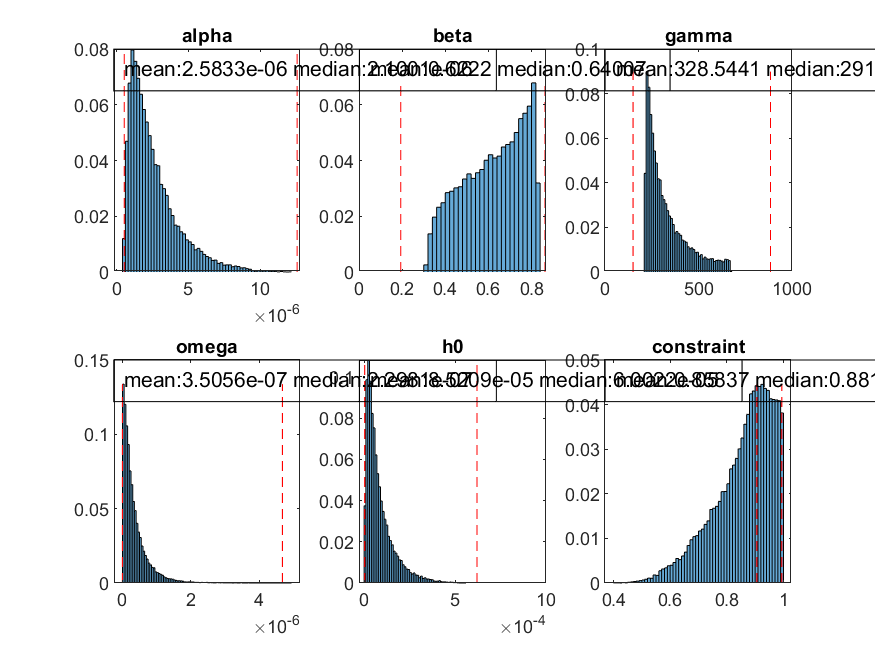 alpha beta gamma
mean:2.5833e-06 median:
median:0.64007
mean:328.5441 median:291
0.08
0.06
0.04
0.02
0
0 5 10
×10-6
0.08
0.06
0.04
0.02
0
0 0.2 0.4 0.6 0.8
0.1
0.08
0.06
0.04
0.02
0
0 500 1000
omega h0 constraint
mean:3.5056e-07 median:
median:
median:0.881
0.15
0.1
0.05
0
0 2 4
×10-6
0.1
0.08
0.06
0.04
0.02
0
0 5 10
×10-4
0.05
0.04
0.03
0.02
0.01
0
0.4 0.6 0.8 1